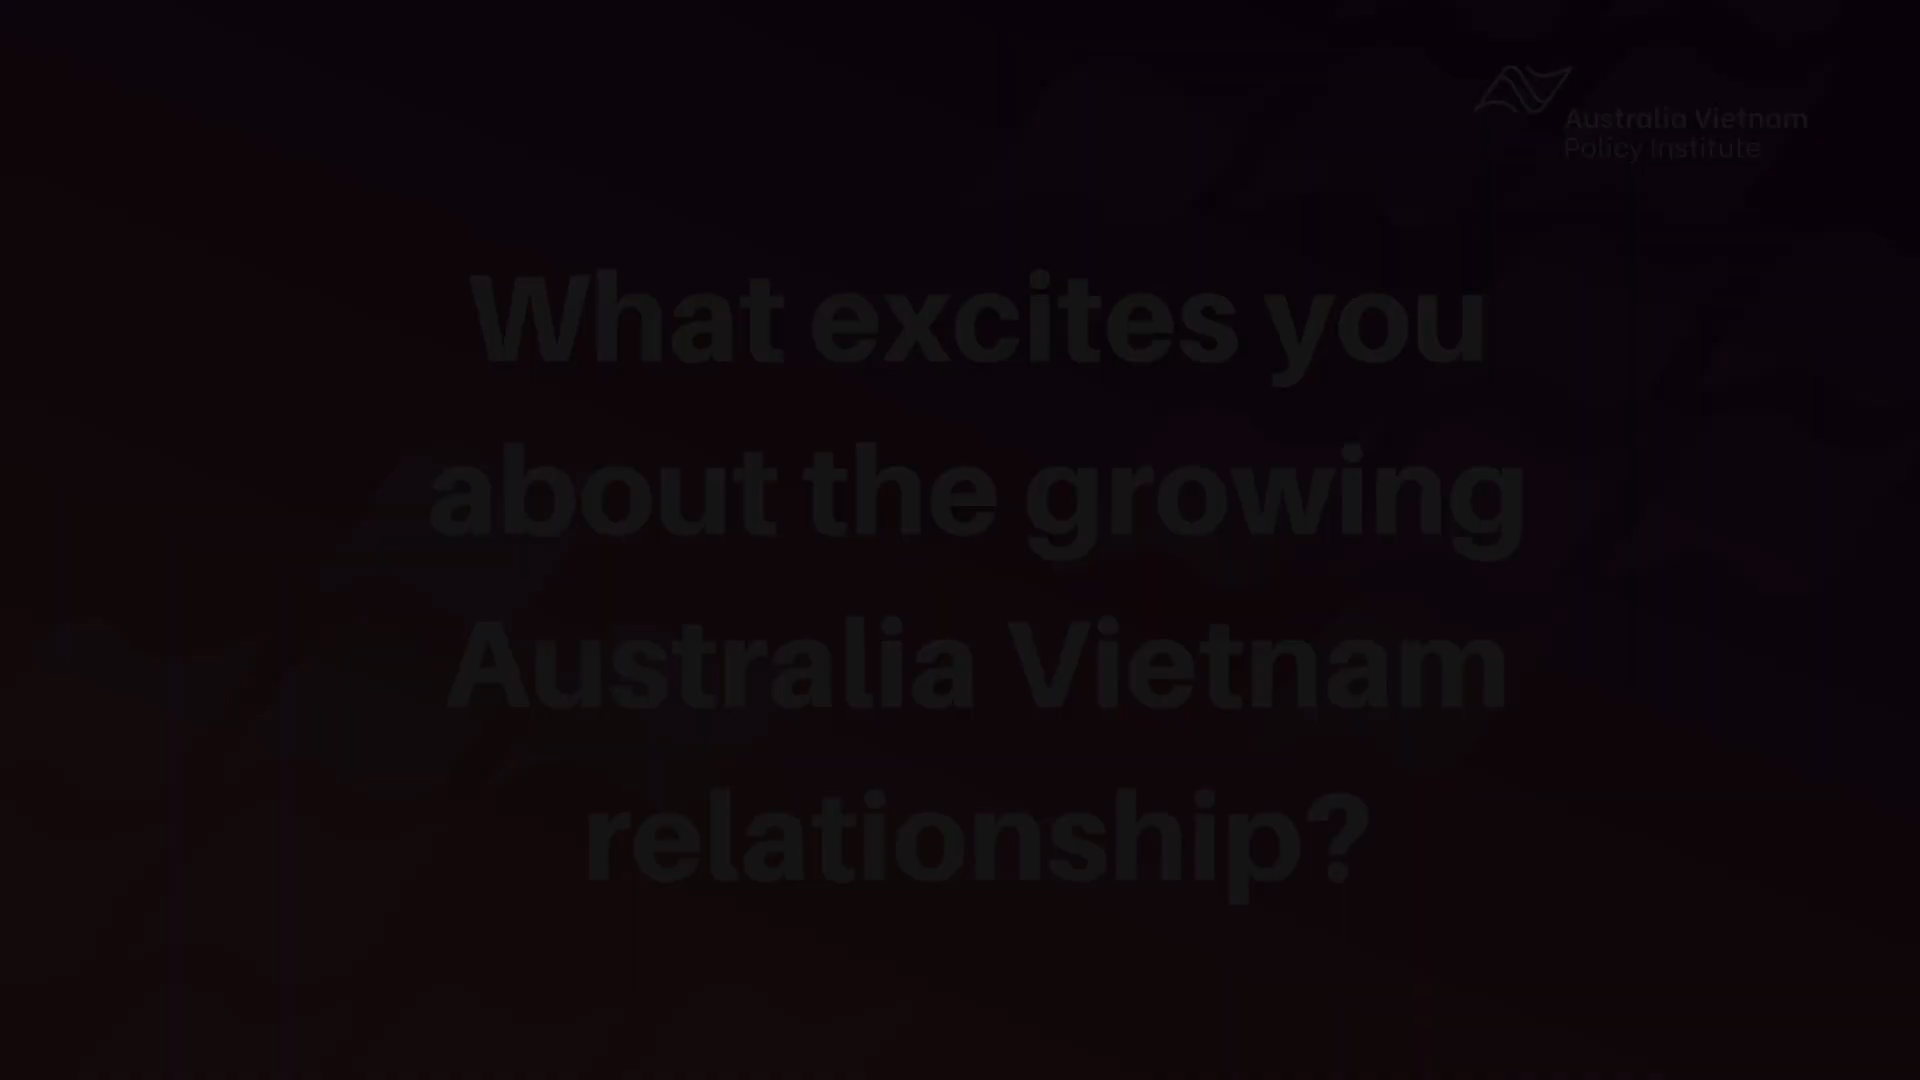 Australia Vietnam
Policy Institute
What excites you
about the growing
Australia Vietnam
relationship?